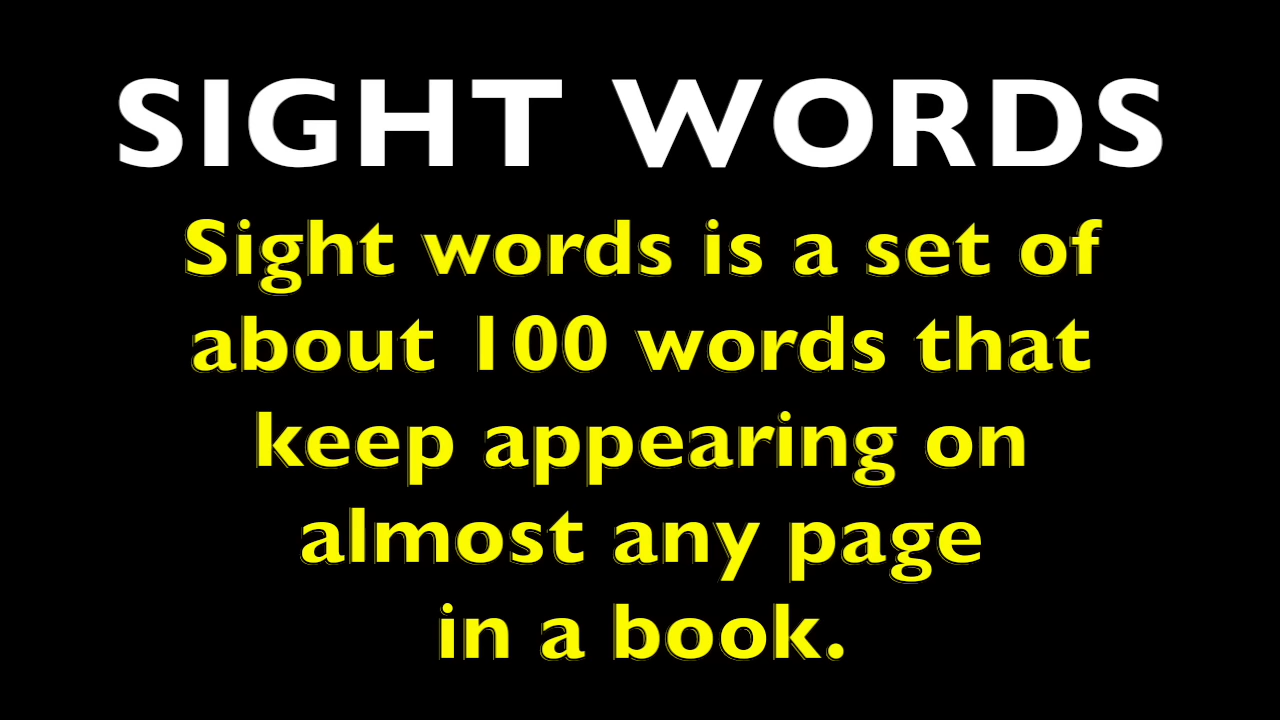 SIGHT WORDS
Sight words is a set of
about 100 words that
keep appearing on
almost any page
in a book.